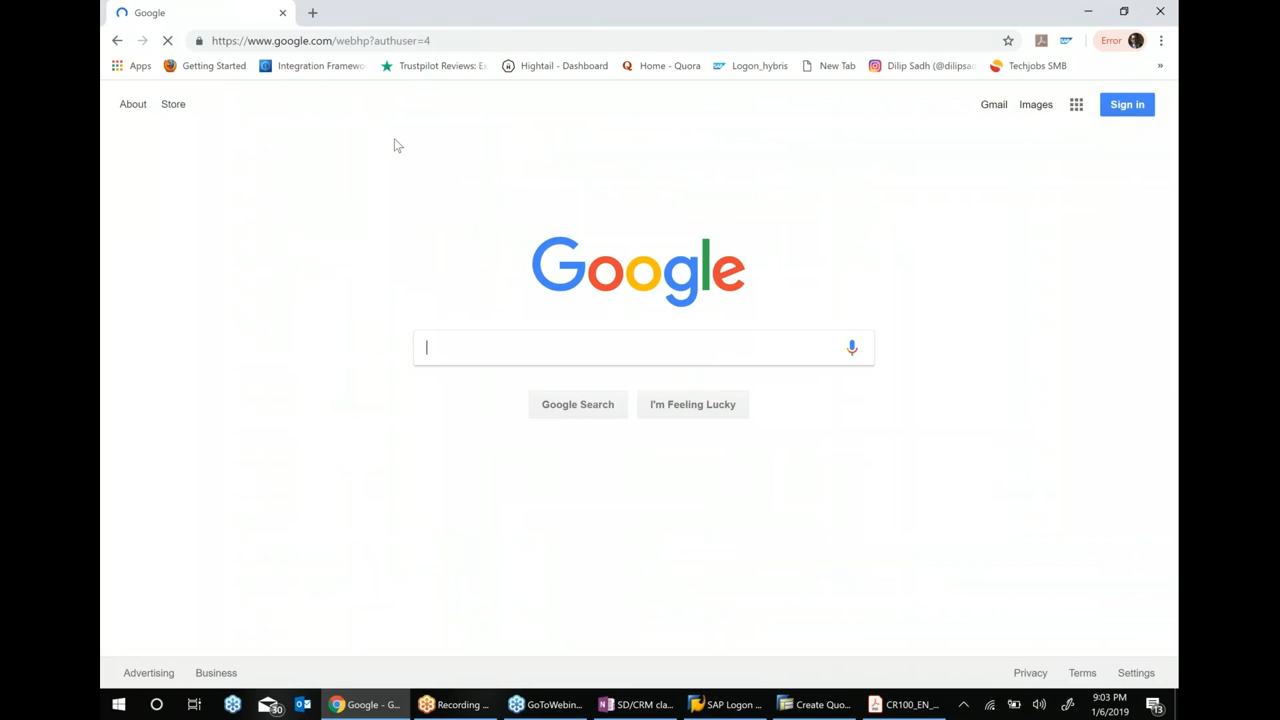 Google
https://www.google.com/webhp?authuser=4
Error
Apps
Getting Started
Integration Framewo
Trustpilot Reviews: Ex
Hightail - Dashboard
Home - Quora
Logon_hybris
New Tab
Dilip Sadh (@dilipsa
Techjobs SMB
About
Store
Gmail
Images
Sign in
Google
Google Search
I'm Feeling Lucky
Advertising
Business
Privacy
Terms
Settings
30
Google - G...
Recording ...
GoToWebin...
SD/CRM cla...
SAP Logon ...
Create Quo...
CR100_EN_...
9:03 PM
1/6/2019
13